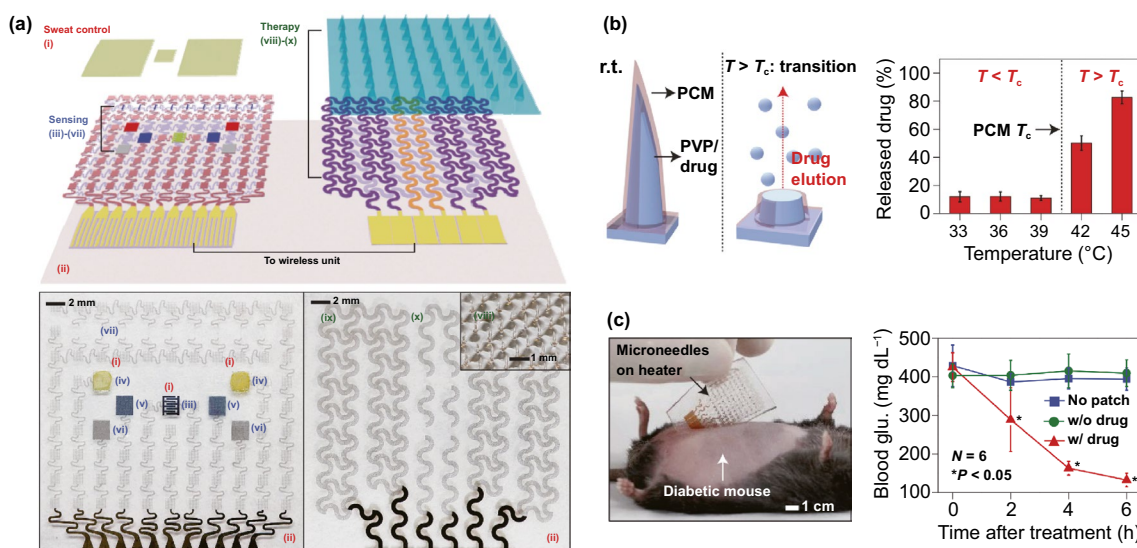 (a)
Sweat control
(i)
Therapy
(viii)-(x)
Sensing
(iii)-(vii)
To wireless unit
(ii)
2 mm
(vii)
(i)
(i)
(iv)
(i)
(iv)
(v)
(iii)
(v)
(vi)
(vi)
(ii)
2 mm
(ix)
(x)
(viii)
1 mm
(ii)
(b)
r.t.
T > Tc: transition
PCM
PVP/
drug
Drug
elution
Released drug (%)
100
80
60
40
20
0
T < Tc
T > Tc
PCM Tc
33
36
39
42
45
Temperature (°C)
(c)
Microneedles
on heater
Diabetic mouse
1 cm
Blood glu. (mg dL⁻¹)
500
400
300
200
100
No patch
w/o drug
w/ drug
N = 6
*P < 0.05
*
*
*
0
2
4
6
Time after treatment (h)